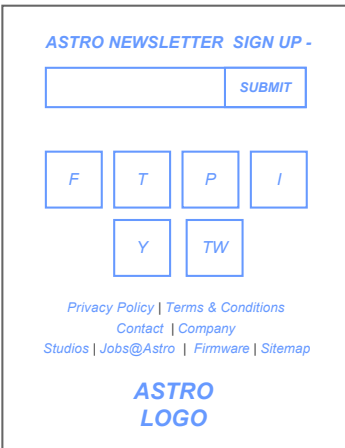 ASTRO NEWSLETTER  SIGN UP -
SUBMIT
F T P I
Y TW
Privacy Policy | Terms & Conditions
Contact  | Company
Studios | Jobs@Astro  |  Firmware | Sitemap
ASTRO
LOGO